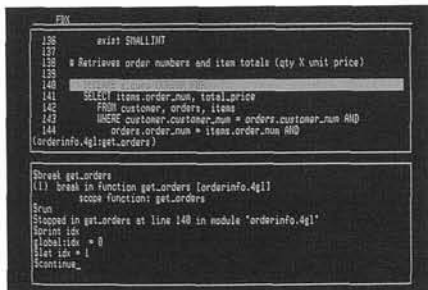 136 exist SMALLINT
137
138 # Retrieves order numbers and item totals (qty X unit price)
139
140
141 SELECT items.order_num, total_price
142 FROM customer, orders, items
143 WHERE customer.customer_num = orders.customer_num AND
144 orders.order_num = items.order_num AND
(orderinfo.4gl:get_orders)
$break get_orders
(1) break in function get_orders [orderinfo.4gl]
scope function: get_orders
$run
Stopped in get_orders at line 140 in module "orderinfo.4gl"
$print idx
global:idx = 0
$let idx = 1
$continue_